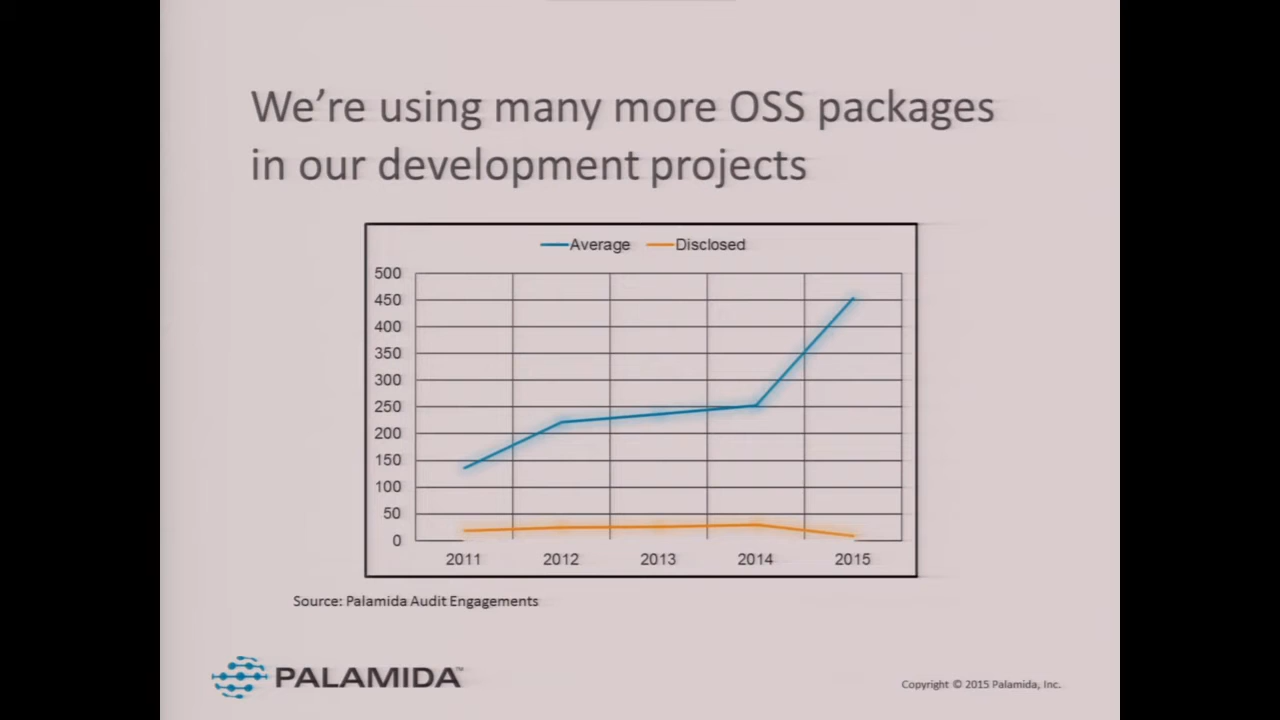 We're using many more OSS packages
in our development projects
Average Disclosed
500
450
400
350
300
250
200
150
100
50
0
2011 2012 2013 2014 2015
Source: Palamida Audit Engagements
PALAMIDA™
Copyright © 2015 Palamida, Inc.